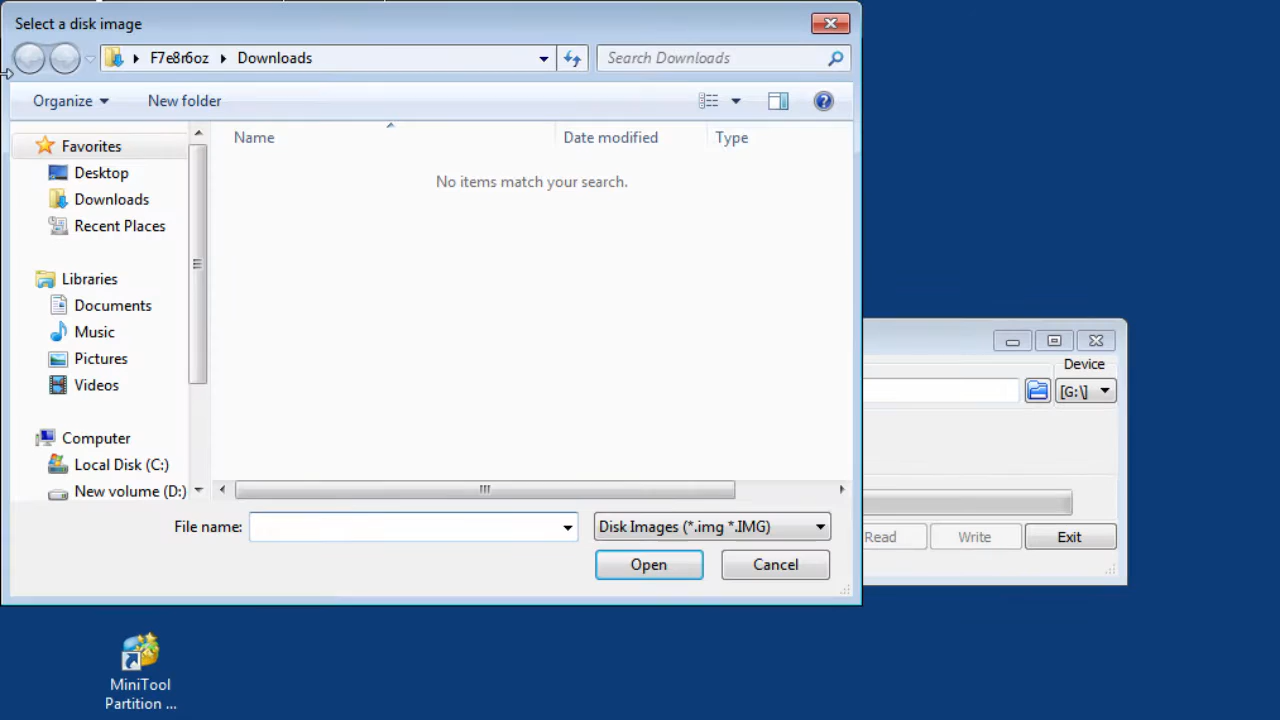 Select a disk image
F7e8r6oz Downloads
Search Downloads
Organize
New folder
Name
Date modified
Type
No items match your search.
Favorites
Desktop
Downloads
Recent Places
Libraries
Documents
Music
Pictures
Videos
Computer
Local Disk (C:)
New volume (D:)
File name:
Disk Images (*.img *.IMG)
Open
Cancel
Device
[G:\]
Read
Write
Exit
MiniTool
Partition ...